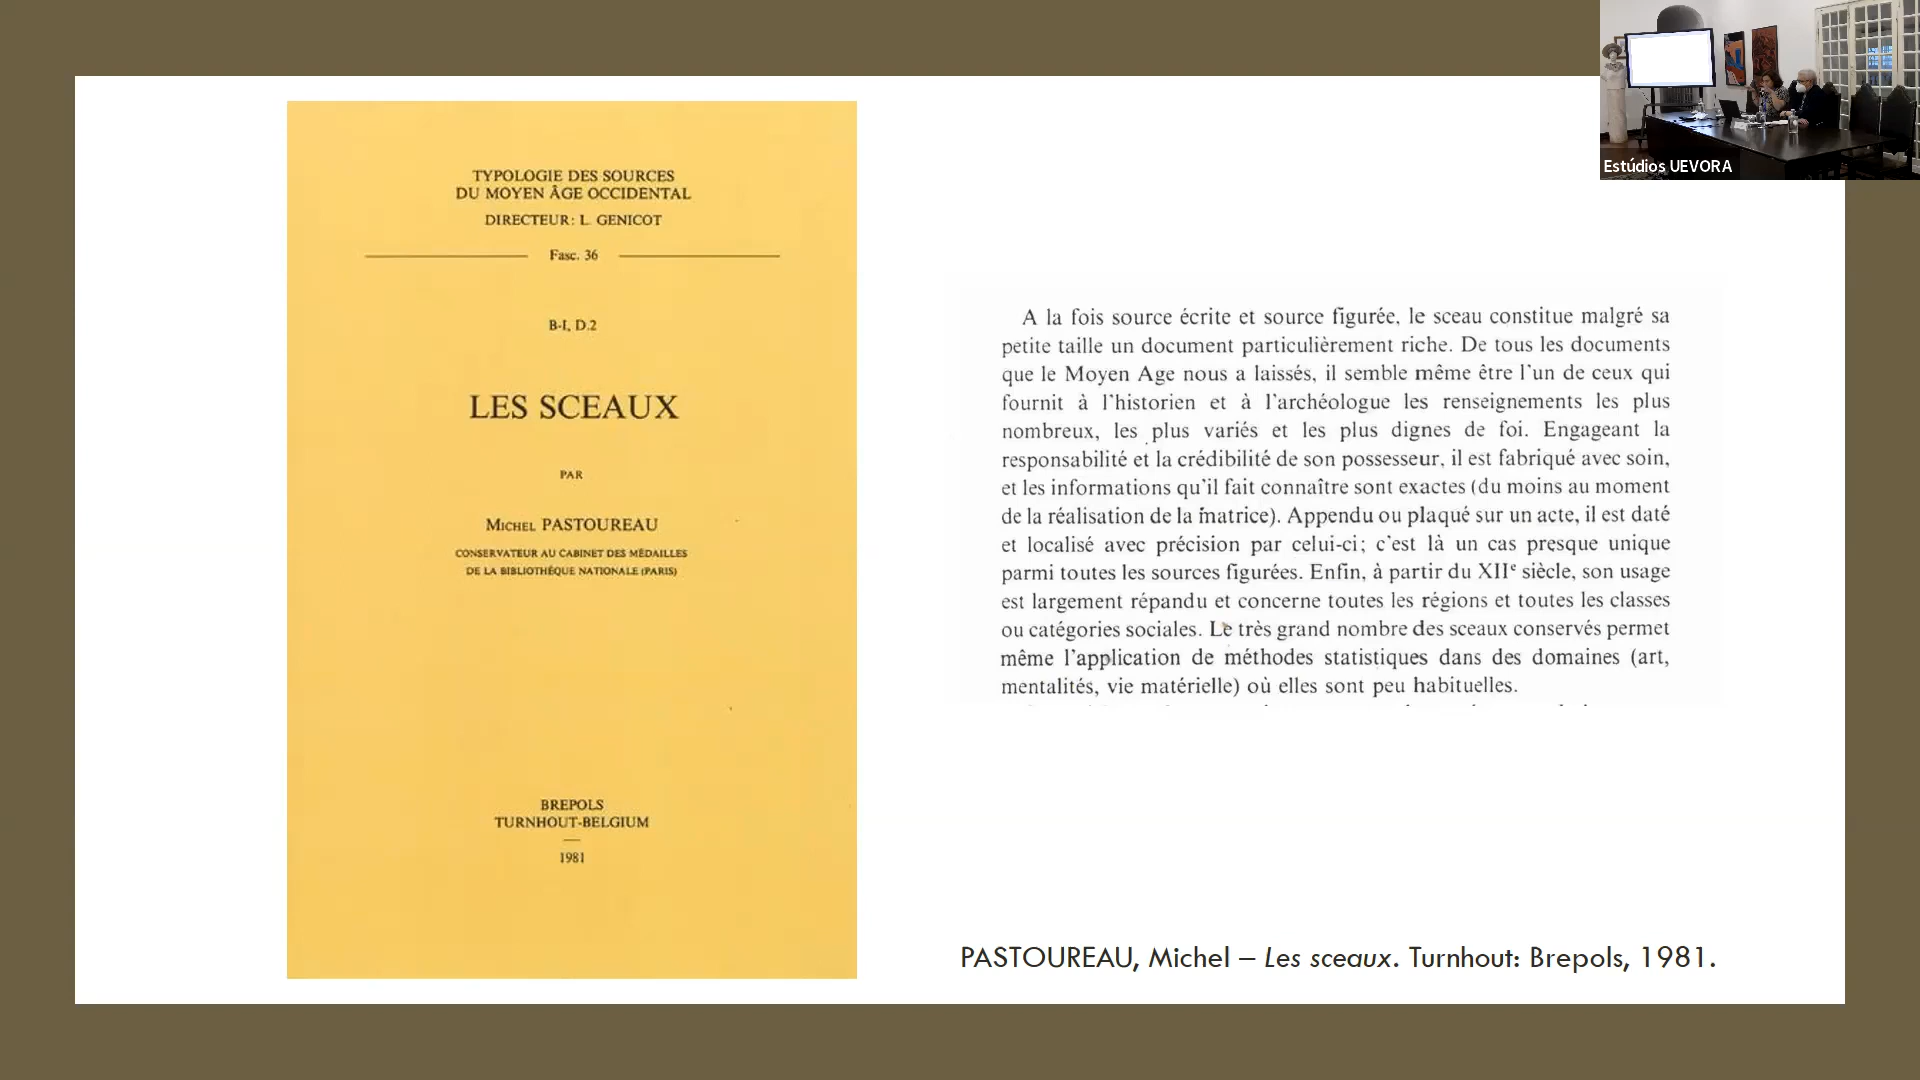 TYPOLOGIE DES SOURCES
DU MOYEN ÂGE OCCIDENTAL
DIRECTEUR: L. GENICOT
Fasc. 36
B-I, D.2
LES SCEAUX
PAR
MICHEL PASTOUREAU
CONSERVATEUR AU CABINET DES MÉDAILLES
DE LA BIBLIOTHÈQUE NATIONALE (PARIS)
BREPOLS
TURNHOUT-BELGIUM
1981
A la fois source écrite et source figurée, le sceau constitue malgré sa
petite taille un document particulièrement riche. De tous les documents
que le Moyen Age nous a laissés, il semble même être l'un de ceux qui
fournit à l'historien et à l'archéologue les renseignements les plus
nombreux, les plus variés et les plus dignes de foi. Engageant la
responsabilité et la crédibilité de son possesseur, il est fabriqué avec soin,
et les informations qu'il fait connaître sont exactes (du moins au moment
de la réalisation de la matrice). Appendu ou plaqué sur un acte, il est daté
et localisé avec précision par celui-ci; c'est là un cas presque unique
parmi toutes les sources figurées. Enfin, à partir du XIIe siècle, son usage
est largement répandu et concerne toutes les régions et toutes les classes
ou catégories sociales. Le très grand nombre des sceaux conservés permet
même l'application de méthodes statistiques dans des domaines (art,
mentalités, vie matérielle) où elles sont peu habituelles.
PASTOUREAU, Michel – Les sceaux. Turnhout: Brepols, 1981.
Estúdios UEVORA